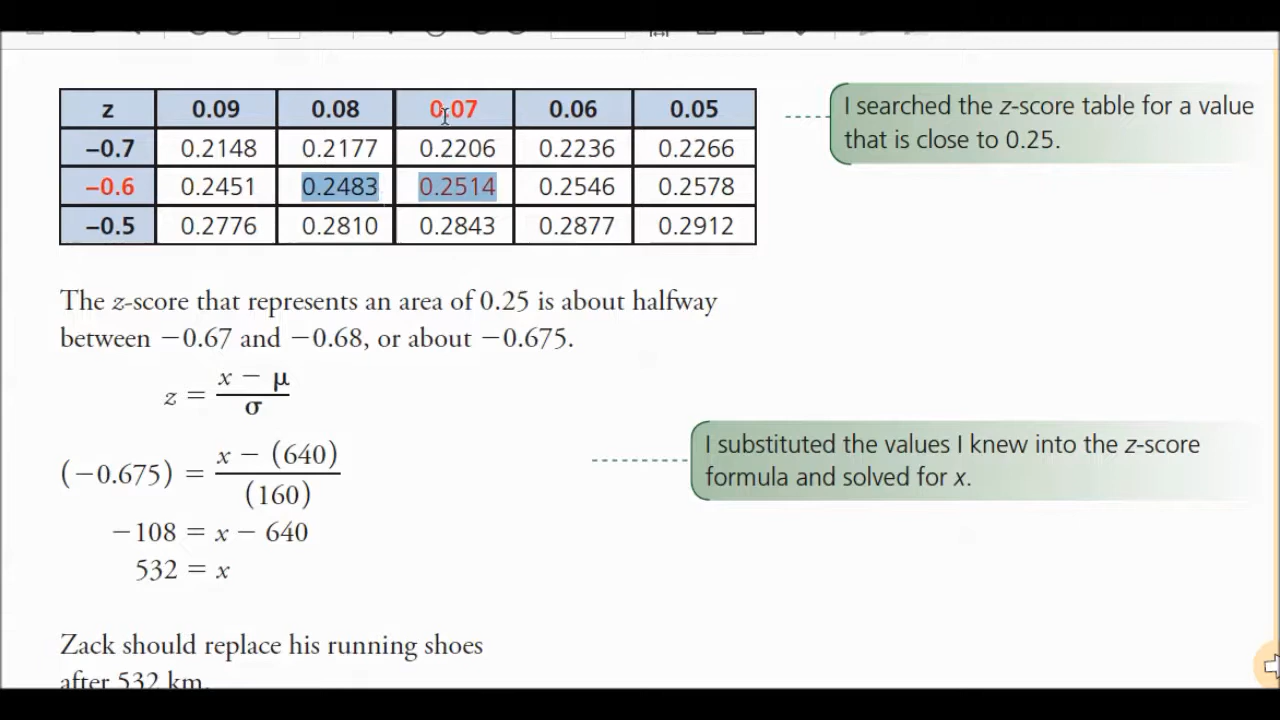 z 0.09 0.08 0.07 0.06 0.05
−0.7 0.2148 0.2177 0.2206 0.2236 0.2266
−0.6 0.2451 0.2483 0.2514 0.2546 0.2578
−0.5 0.2776 0.2810 0.2843 0.2877 0.2912
I searched the z-score table for a value
that is close to 0.25.
The z-score that represents an area of 0.25 is about halfway
between −0.67 and −0.68, or about −0.675.
z = (x − μ)/σ
(−0.675) = (x − (640))/(160)
−108 = x − 640
532 = x
I substituted the values I knew into the z-score
formula and solved for x.
Zack should replace his running shoes
after 532 km.